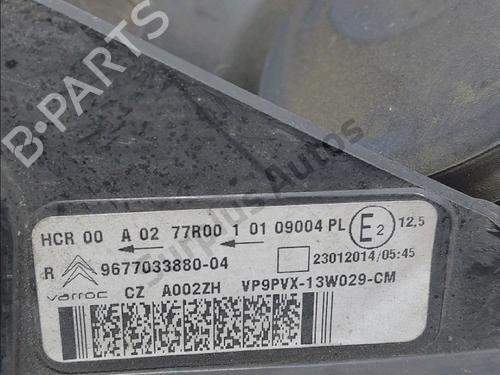 B-PARTS
Surplus Autos
HCR 00 A 02 77R00 1 01 09004 PL E2 12,5
R 9677033880-04 23012014/05:45
varroc CZ A002ZH VP9PVX-13W029-CM